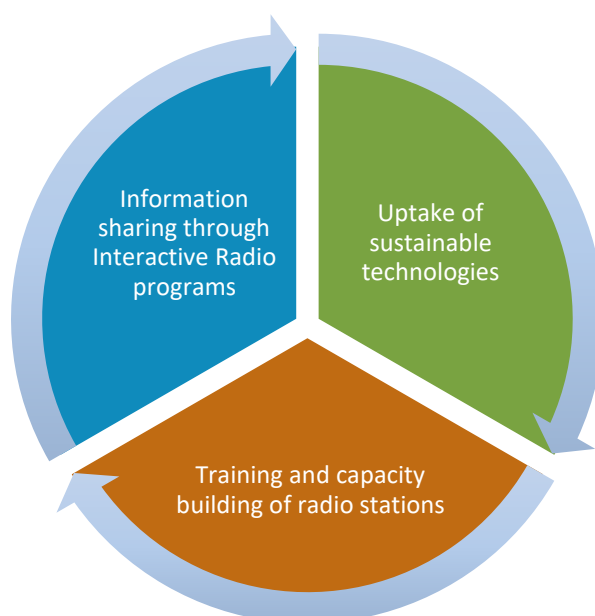 Information
sharing through
Interactive Radio
programs
Uptake of
sustainable
technologies
Training and capacity
building of radio stations